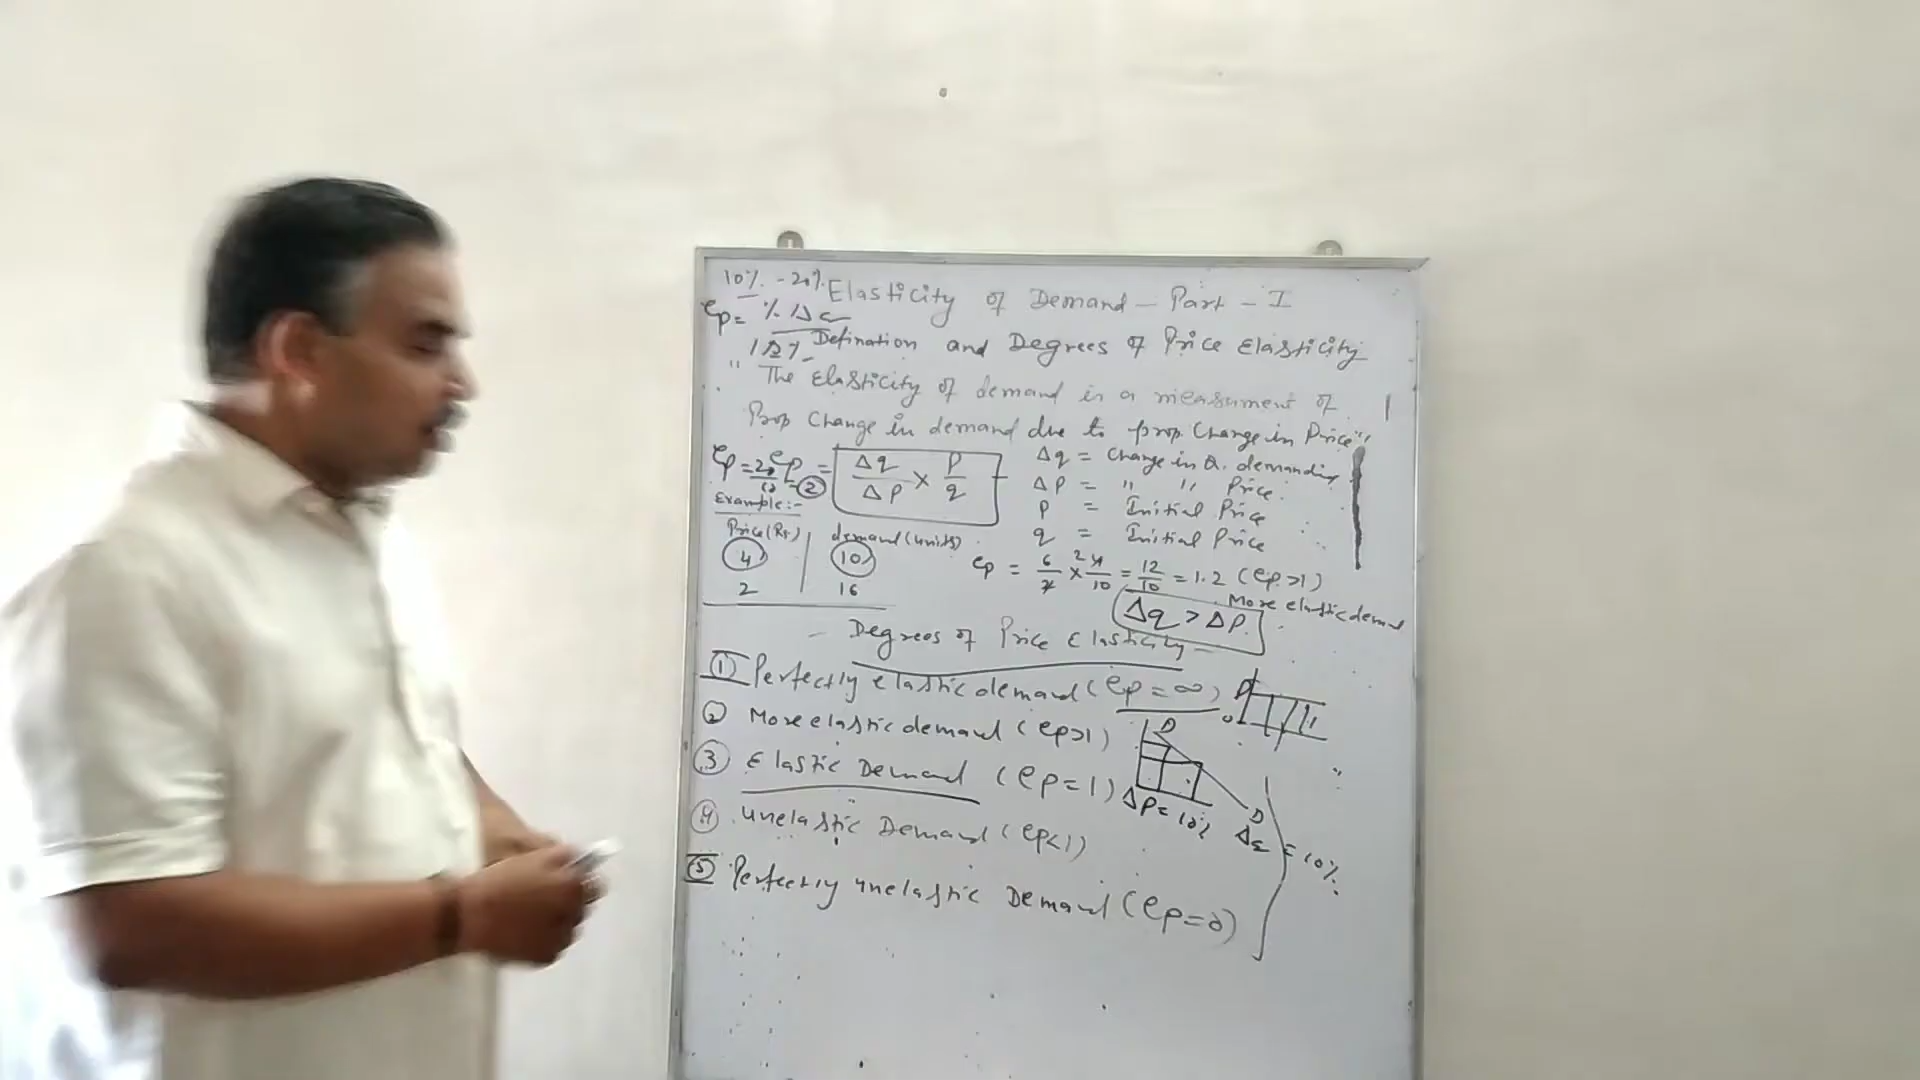 10% - 20%
Elasticity of Demand - Part - I
ep = % Δq
Defination and Degrees of Price Elasticity
" The Elasticity of demand is a measument of
Prop Change in demand due to prop. Change in Price "
ep = 20/10 = 2
ep = Δq/ΔP × P/q
Δq = Change in Q. demanding
ΔP = " " Price.
P = Initial Price
q = Initial Price
Example:-
Price(Rs) demand(units)
4 10
2 16
ep = 6/2 × 4/10 = 12/10 = 1.2 (ep>1)
More elastic demand
Δq > ΔP.
- Degrees of Price Elasticity -
① Perfectly elastic demand (ep = ∞)
② More elastic demand (ep>1)
③ Elastic Demand (ep=1)
D
D
ΔP = 10%
Δq = 10%
④ unelastic Demand (ep<1)
⑤ Perfectly unelastic Demand (ep=0)